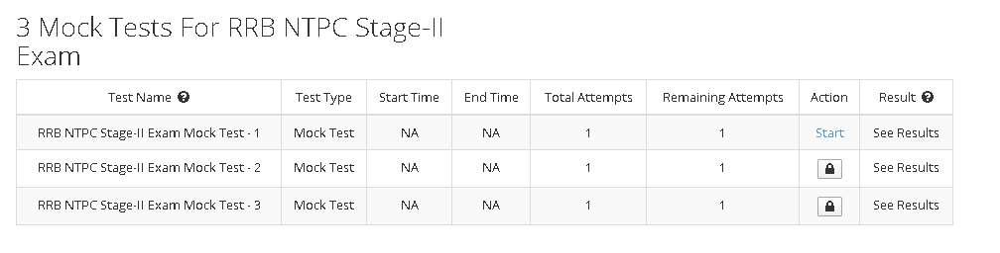 3 Mock Tests For RRB NTPC Stage-II
Exam
Test Name Test Type Start Time End Time Total Attempts Remaining Attempts Action Result
RRB NTPC Stage-II Exam Mock Test - 1 Mock Test NA NA 1 1 Start See Results
RRB NTPC Stage-II Exam Mock Test - 2 Mock Test NA NA 1 1 See Results
RRB NTPC Stage-II Exam Mock Test - 3 Mock Test NA NA 1 1 See Results